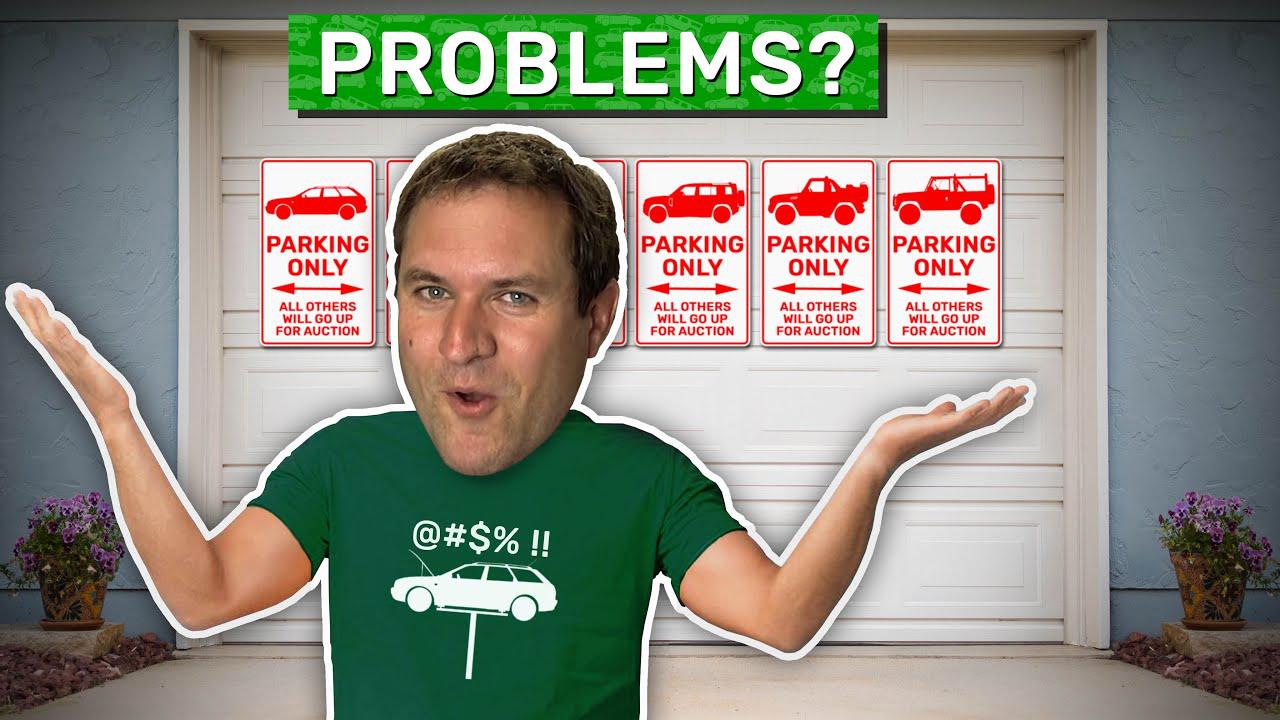 PROBLEMS?
PARKING
ONLY
ALL OTHERS
WILL GO UP
FOR AUCTION
PARKING
ONLY
ALL OTHERS
WILL GO UP
FOR AUCTION
PARKING
ONLY
ALL OTHERS
WILL GO UP
FOR AUCTION
PARKING
ONLY
ALL OTHERS
WILL GO UP
FOR AUCTION
@#$% !!